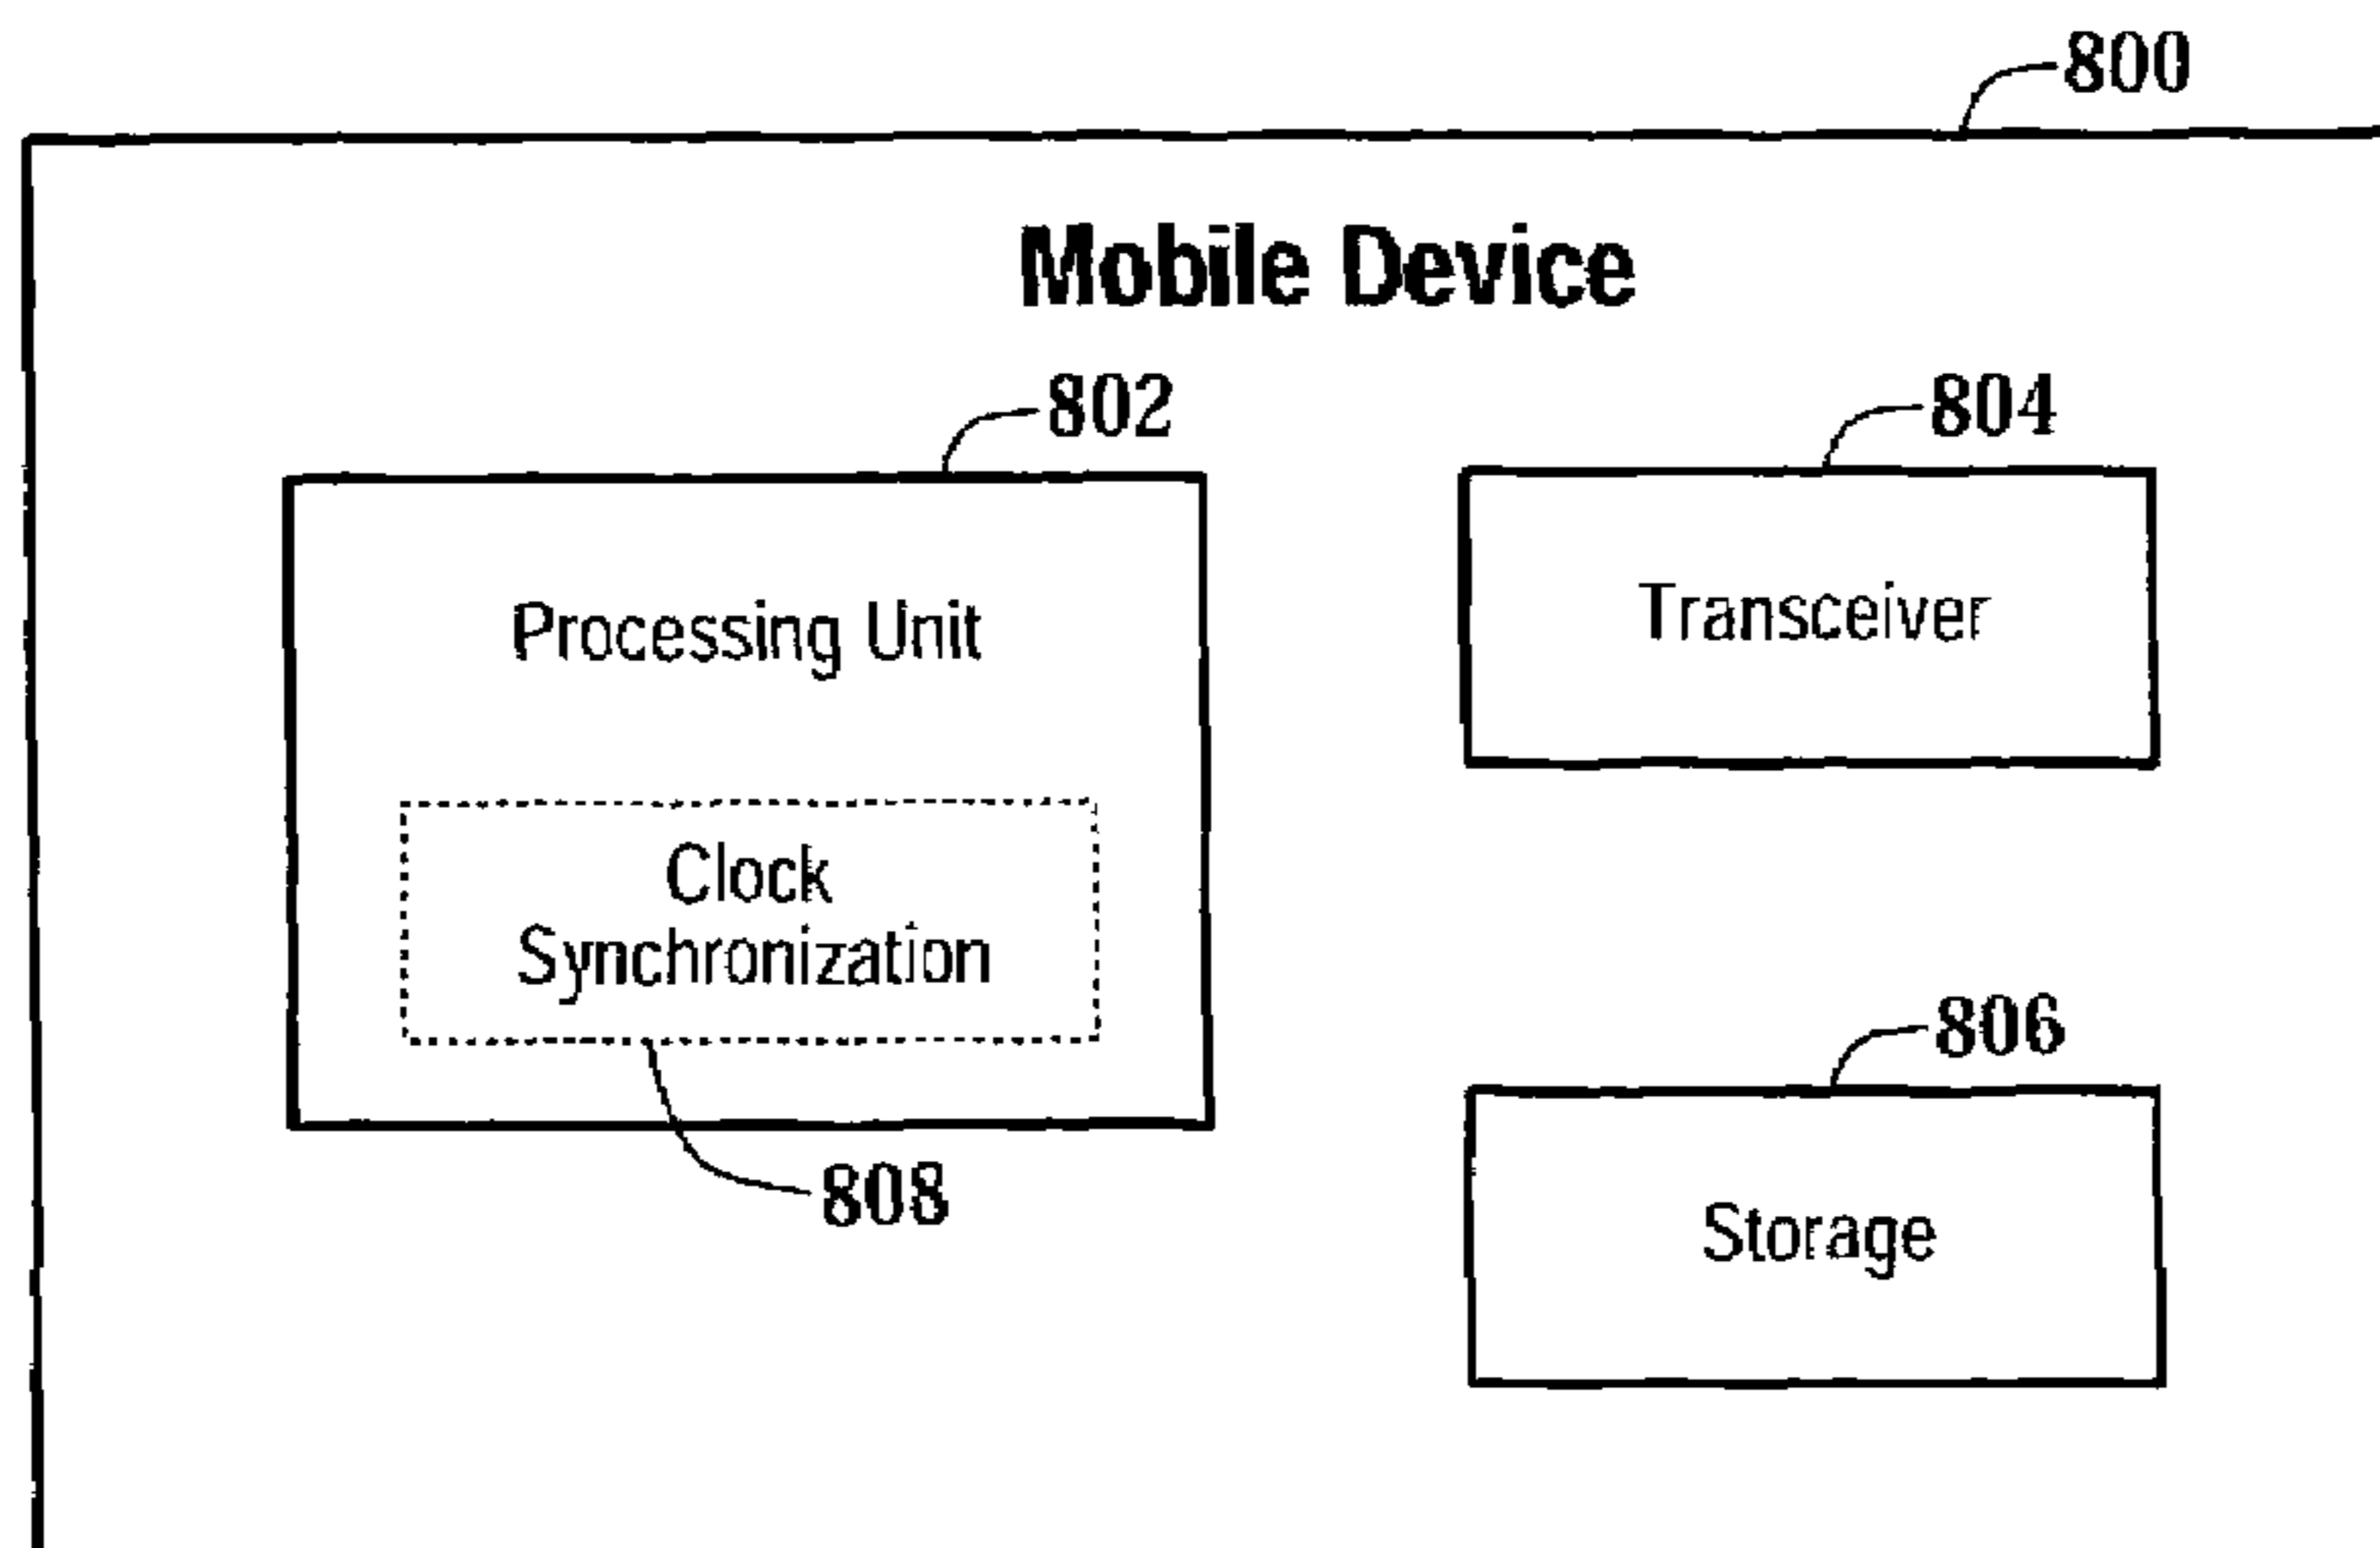 800
Mobile Device
802
804
Processing Unit
Transceiver
Clock
Synchronization
806
808
Storage